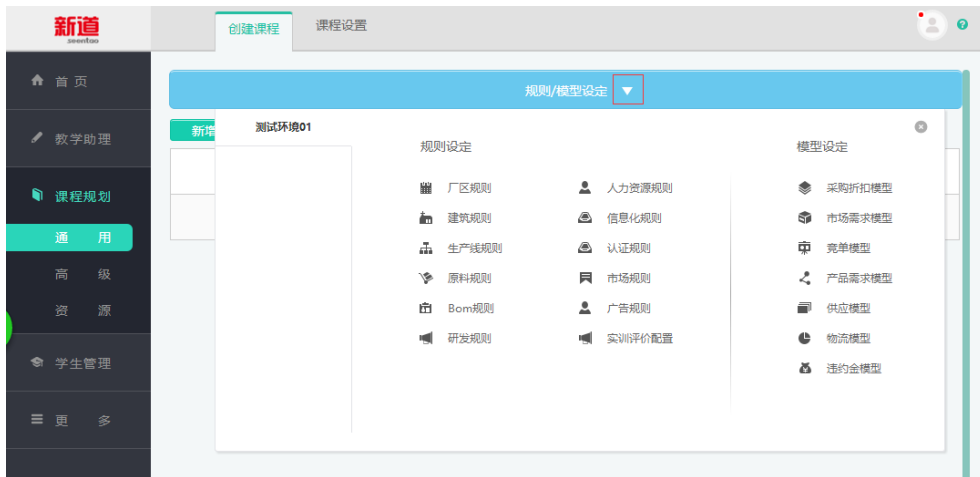 新道
seentao
创建课程
课程设置
首 页
教学助理
课程规划
通 用
高 级
资 源
学生管理
更 多
规则/模型设定
新增
测试环境01
规则设定
模型设定
厂区规则
人力资源规则
采购折扣模型
建筑规则
信息化规则
市场需求模型
生产线规则
认证规则
竞单模型
原料规则
市场规则
产品需求模型
Bom规则
广告规则
供应模型
研发规则
实训评价配置
物流模型
违约金模型